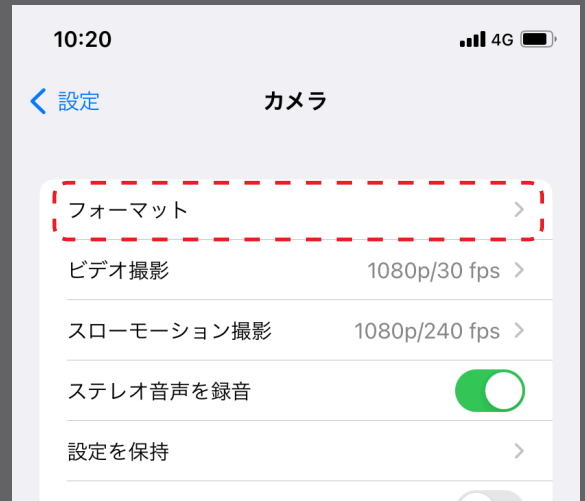 10:20 4G
設定 カメラ
フォーマット
ビデオ撮影 1080p/30 fps
スローモーション撮影 1080p/240 fps
ステレオ音声を録音
設定を保持